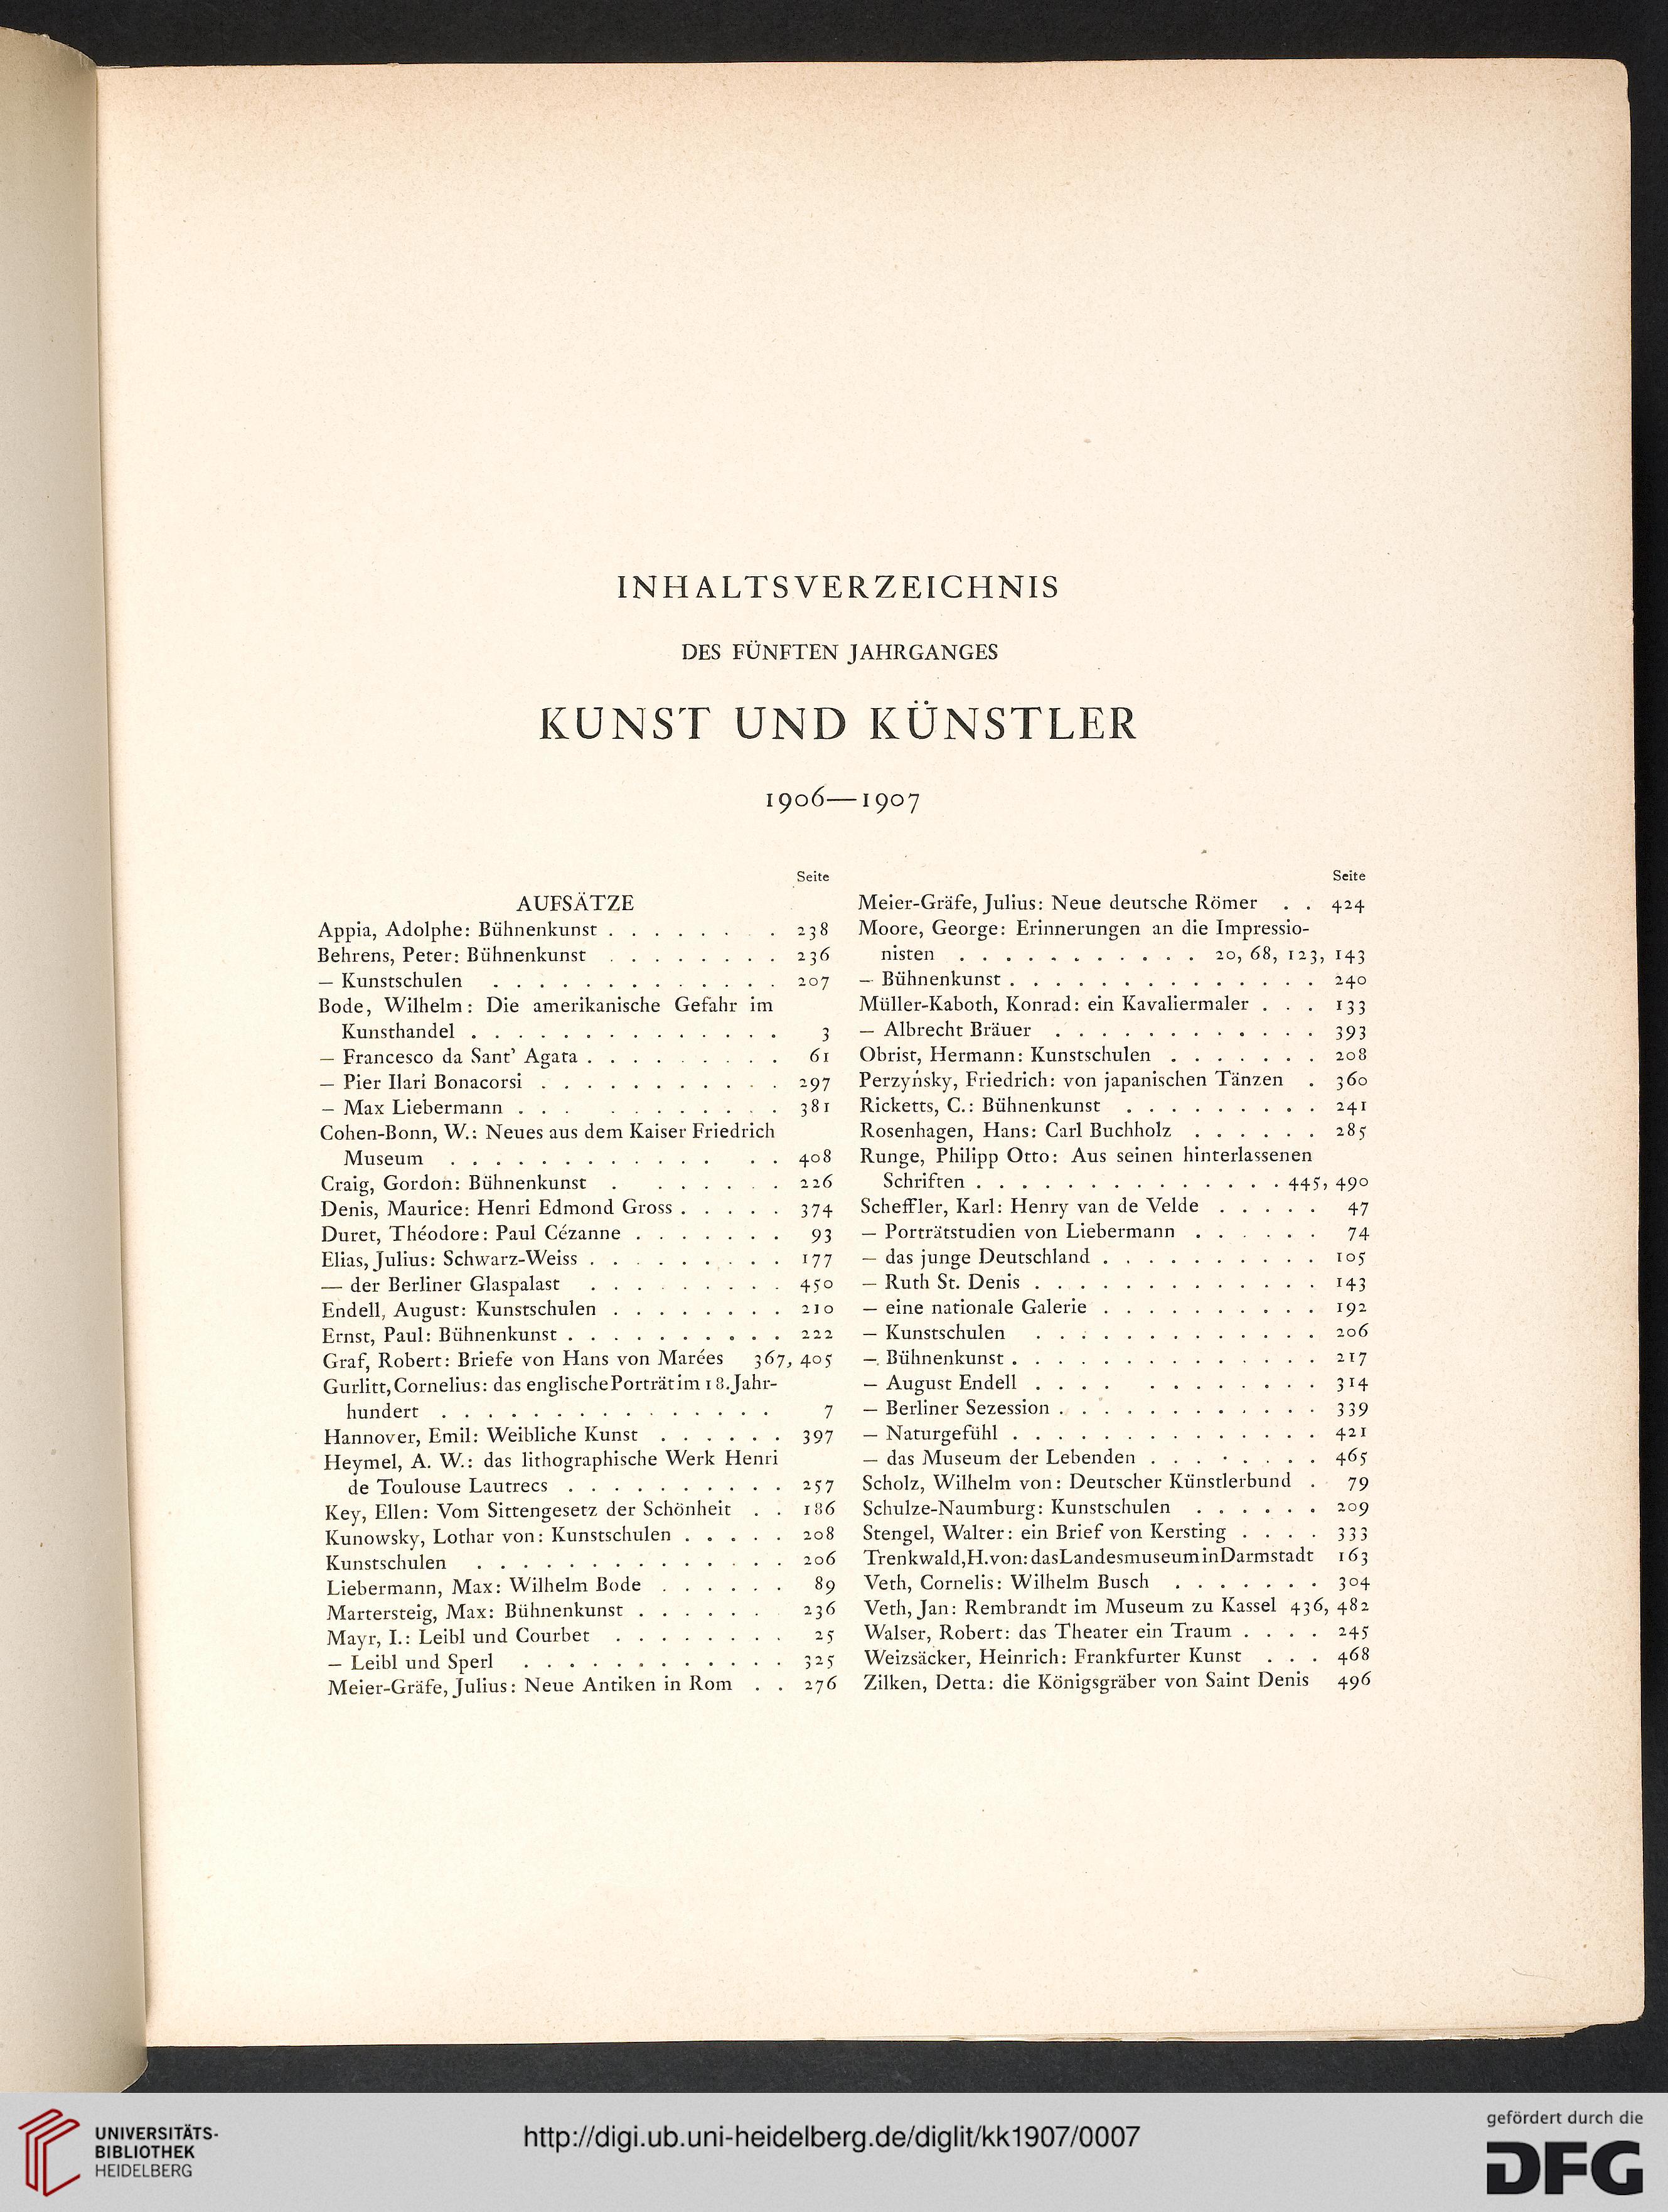 INHALTSVERZEICHNIS
DES FÜNFTEN JAHRGANGES
KUNST UND KÜNSTLER
1906—1907
Seite
AUFSÄTZE
Appia, Adolphe: Bühnenkunst . . . . . . . . 238
Behrens, Peter: Bühnenkunst . . . . . . . . 236
— Kunstschulen . . . . . . . . . . . . . 207
Bode, Wilhelm: Die amerikanische Gefahr im
Kunsthandel . . . . . . . . . . . . . . 3
— Francesco da Sant' Agata . . . . . . . . . 61
— Pier Ilari Bonacorsi . . . . . . . . . . . 297
— Max Liebermann . . . . . . . . . . . 381
Cohen-Bonn, W.: Neues aus dem Kaiser Friedrich
Museum . . . . . . . . . . . . . . 408
Craig, Gordon: Bühnenkunst . . . . . . . 226
Denis, Maurice: Henri Edmond Gross . . . . . 374
Duret, Théodore: Paul Cézanne . . . . . . . 93
Elias, Julius: Schwarz-Weiss . . . . . . . . . 177
— der Berliner Glaspalast . . . . . . . . . 450
Endell, August: Kunstschulen . . . . . . . . 210
Ernst, Paul: Bühnenkunst . . . . . . . . . . 222
Graf, Robert: Briefe von Hans von Marées 367, 405
Gurlitt, Cornelius: das englische Porträt im 18. Jahr-
hundert . . . . . . . . . . . . . . . 7
Hannover, Emil: Weibliche Kunst . . . . . . 397
Heymel, A. W.: das lithographische Werk Henri
de Toulouse Lautrecs . . . . . . . . . . 257
Key, Ellen: Vom Sittengesetz der Schönheit . . 186
Kunowsky, Lothar von: Kunstschulen . . . . . 208
Kunstschulen . . . . . . . . . . . . . . 206
Liebermann, Max: Wilhelm Bode . . . . . . 89
Martersteig, Max: Bühnenkunst . . . . . . 236
Mayr, I.: Leibl und Courbet . . . . . . . . 25
— Leibl und Sperl . . . . . . . . . . . . 325
Meier-Gräfe, Julius: Neue Antiken in Rom . . 276
Seite
Meier-Gräfe, Julius: Neue deutsche Römer . . 424
Moore, George: Erinnerungen an die Impressio-
nisten . . . . . . . . . . . 20, 68, 123, 143
— Bühnenkunst . . . . . . . . . . . . . . 240
Müller-Kaboth, Konrad: ein Kavaliermaler . . . 133
— Albrecht Bräuer . . . . . . . . . . . . 393
Obrist, Hermann: Kunstschulen . . . . . . . 208
Perzyńsky, Friedrich: von japanischen Tänzen . 360
Ricketts, C.: Bühnenkunst . . . . . . . . . 241
Rosenhagen, Hans: Carl Buchholz . . . . . . 285
Runge, Philipp Otto: Aus seinen hinterlassenen
Schriften . . . . . . . . . . . . . . 445, 490
Scheffler, Karl: Henry van de Velde . . . . . 47
— Porträtstudien von Liebermann . . . . . . 74
— das junge Deutschland . . . . . . . . . . 105
— Ruth St. Denis . . . . . . . . . . . . . 143
— eine nationale Galerie . . . . . . . . . . 192
— Kunstschulen . . . . . . . . . . . . . 206
— Bühnenkunst . . . . . . . . . . . . . . 217
— August Endell . . . . . . . . . . . . 314
— Berliner Sezession . . . . . . . . . . . . 339
— Naturgefühl . . . . . . . . . . . . . . 421
— das Museum der Lebenden . . . . . . . . 465
Scholz, Wilhelm von: Deutscher Künstlerbund . 79
Schulze-Naumburg: Kunstschulen . . . . . . 209
Stengel, Walter: ein Brief von Kersting . . . . 333
Trenkwald, H. von: das Landesmuseum in Darmstadt 163
Veth, Cornelis: Wilhelm Busch . . . . . . . 304
Veth, Jan: Rembrandt im Museum zu Kassel 436, 482
Walser, Robert: das Theater ein Traum . . . . 245
Weizsäcker, Heinrich: Frankfurter Kunst . . . 468
Zilken, Detta: die Königsgräber von Saint Denis 496
UNIVERSITÄTS-
BIBLIOTHEK
HEIDELBERG
http://digi.ub.uni-heidelberg.de/diglit/kk1907/0007
gefördert durch die
DFG